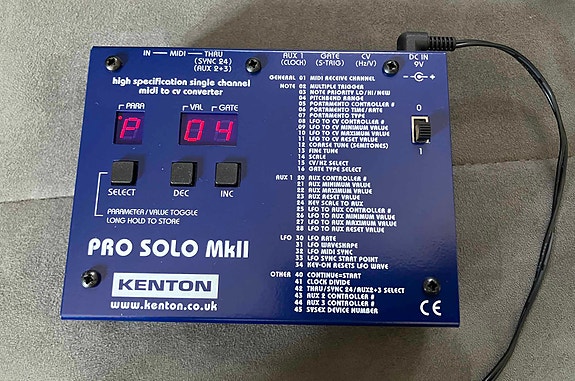 IN — MIDI — THRU
(SYNC 24)
(AUX 2+3)
AUX 1
(CLOCK)
GATE
(S-TRIG)
CV
(Hz/V)
DC IN
9V
high specification single channel
midi to cv converter
PARA
VAL
GATE
P
04
SELECT
DEC
INC
PARAMETER/VALUE TOGGLE
LONG HOLD TO STORE
PRO SOLO MkII
KENTON
www.kenton.co.uk
GENERAL 01 MIDI RECEIVE CHANNEL
NOTE 02 MULTIPLE TRIGGER
03 NOTE PRIORITY LO/HI/NEW
04 PITCHBEND RANGE
05 PORTAMENTO CONTROLLER #
06 PORTAMENTO TIME/RATE
07 PORTAMENTO TYPE
08 LFO TO CV CONTROLLER #
09 LFO TO CV MINIMUM VALUE
10 LFO TO CV MAXIMUM VALUE
11 LFO TO CV RESET VALUE
12 COARSE TUNE (SEMITONES)
13 FINE TUNE
14 SCALE
15 CV/HZ SELECT
16 GATE TYPE SELECT
AUX 1 20 AUX CONTROLLER #
21 AUX MINIMUM VALUE
22 AUX MAXIMUM VALUE
23 AUX RESET VALUE
24 KEY SCALE TO AUX
25 LFO TO AUX CONTROLLER #
26 LFO TO AUX MINIMUM VALUE
27 LFO TO AUX MAXIMUM VALUE
28 LFO TO AUX RESET VALUE
LFO 30 LFO RATE
31 LFO WAVESHAPE
32 LFO MIDI SYNC
33 LFO SYNC START POINT
34 KEY-ON RESETS LFO WAVE
OTHER 40 CONTINUE=START
41 CLOCK DIVIDE
42 THRU/SYNC 24/AUX2+3 SELECT
43 AUX 2 CONTROLLER #
44 AUX 3 CONTROLLER #
45 SYSEX DEVICE NUMBER
0
1
CE